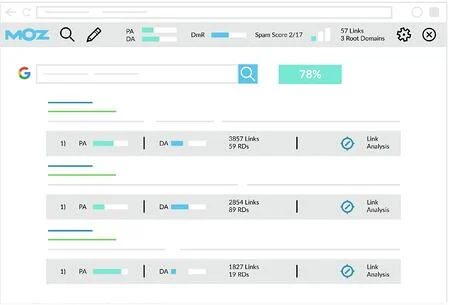 MOZ
PA
DA
DmR
Spam Score 2/17
57 Links
3 Root Domains
G
78%
1) PA DA 3857 Links
59 RDs
Link
Analysis
1) PA DA 2854 Links
89 RDs
Link
Analysis
1) PA DA 1827 Links
19 RDs
Link
Analysis